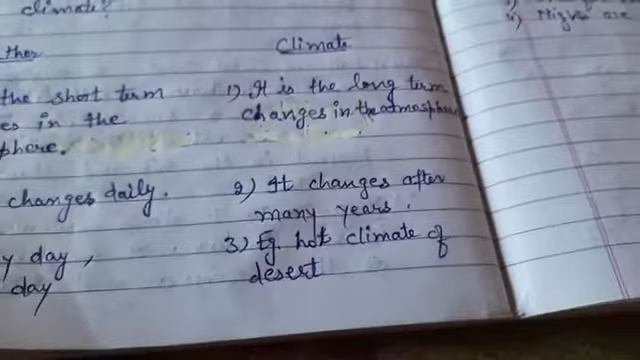 climate?
ther
Climate
the short term
es in the
phere.
changes daily.
y day,
day
1) It is the long term
changes in the atmosphere
2) It changes after
many years.
3) Eg. hot climate of
desert
are